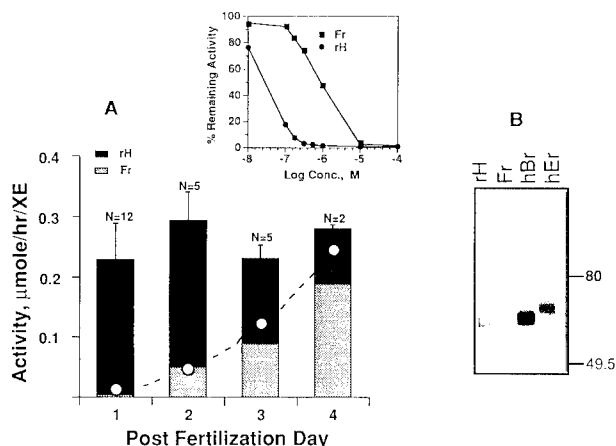 100
80
60
40
20
0
% Remaining Activity
Fr
rH
-8 -7 -6 -5 -4
Log Conc., M
A
rH
Fr
0.4
0.3
0.2
0.1
Activity, µmole/hr/XE
N=12
N=5
N=5
N=2
1 2 3 4
Post Fertilization Day
B
rH
Fr
hBr
hEr
80
49.5